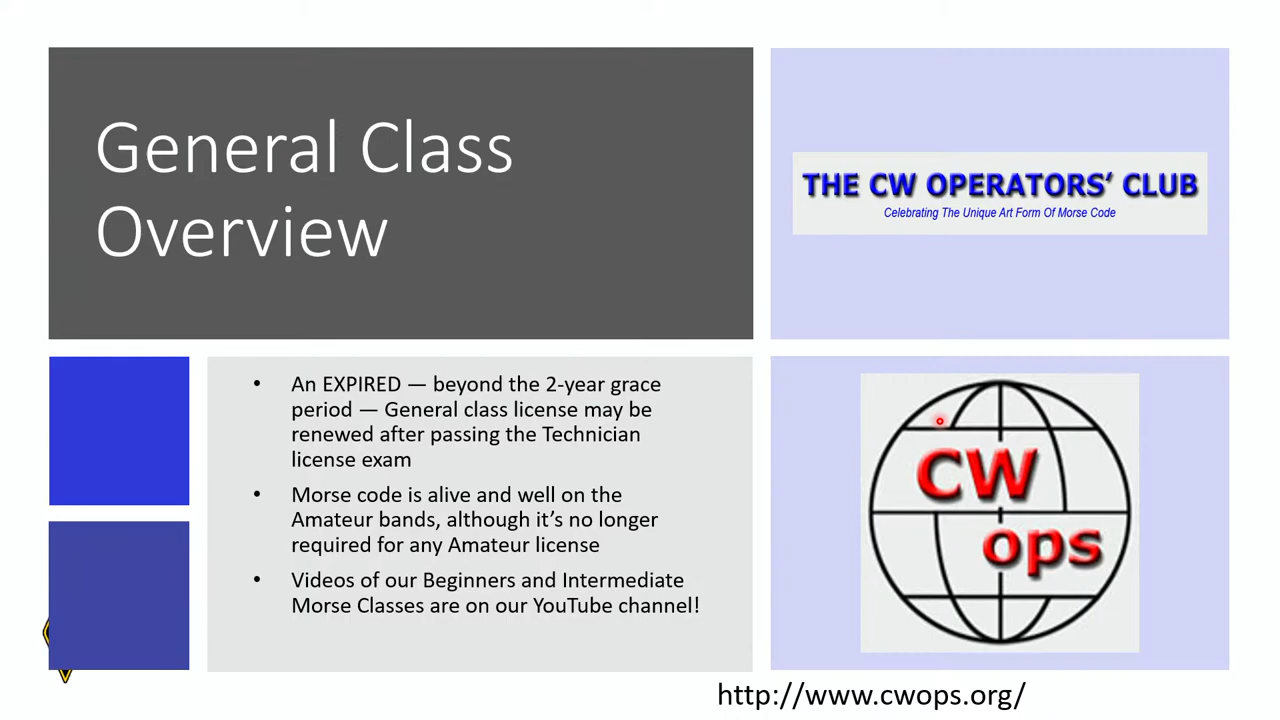 General Class
Overview
THE CW OPERATORS’ CLUB
Celebrating The Unique Art Form Of Morse Code
• An EXPIRED — beyond the 2-year grace
period — General class license may be
renewed after passing the Technician
license exam
• Morse code is alive and well on the
Amateur bands, although it’s no longer
required for any Amateur license
• Videos of our Beginners and Intermediate
Morse Classes are on our YouTube channel!
CW
ops
http://www.cwops.org/